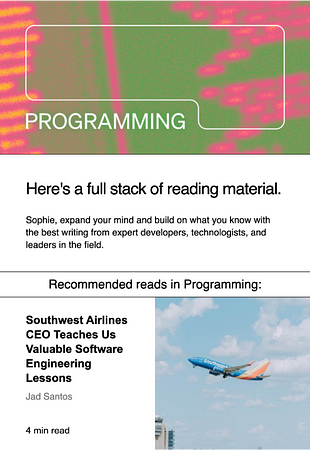 PROGRAMMING
Here's a full stack of reading material.
Sophie, expand your mind and build on what you know with
the best writing from expert developers, technologists, and
leaders in the field.
Recommended reads in Programming:
Southwest Airlines
CEO Teaches Us
Valuable Software
Engineering
Lessons
Jad Santos
4 min read
Southwest